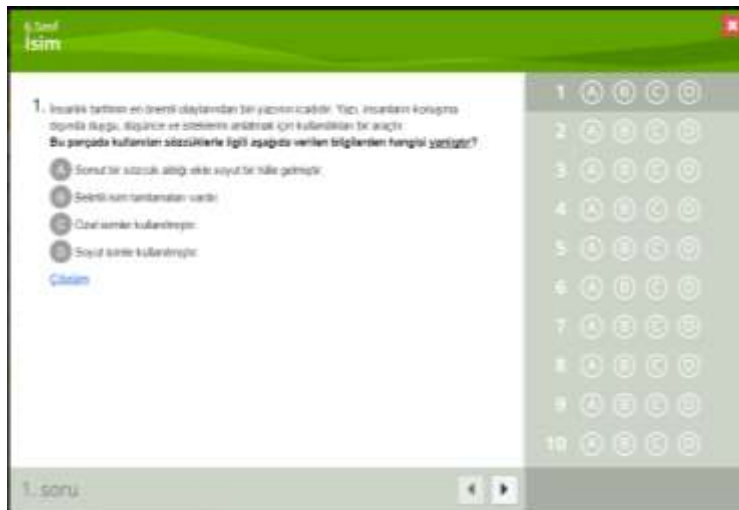 6.Sınıf
İsim
1. İnsanlık tarihinin en önemli olaylarından biri yazının icadıdır. Yazı, insanların konuşma
dışında duygu, düşünce ve isteklerini anlatmak için kullandıkları bir araçtır.
Bu parçada kullanılan sözcüklerle ilgili aşağıda verilen bilgilerden hangisi yanlıştır?
A Somut bir sözcük aldığı ekle soyut bir hâle gelmiştir.
B Belirtili isim tamlamaları vardır.
C Özel isimler kullanılmıştır.
D Soyut isimler kullanılmıştır.
Çözüm
1 A B C D
2 A B C D
3 A B C D
4 A B C D
5 A B C D
6 A B C D
7 A B C D
8 A B C D
9 A B C D
10 A B C D
1. soru